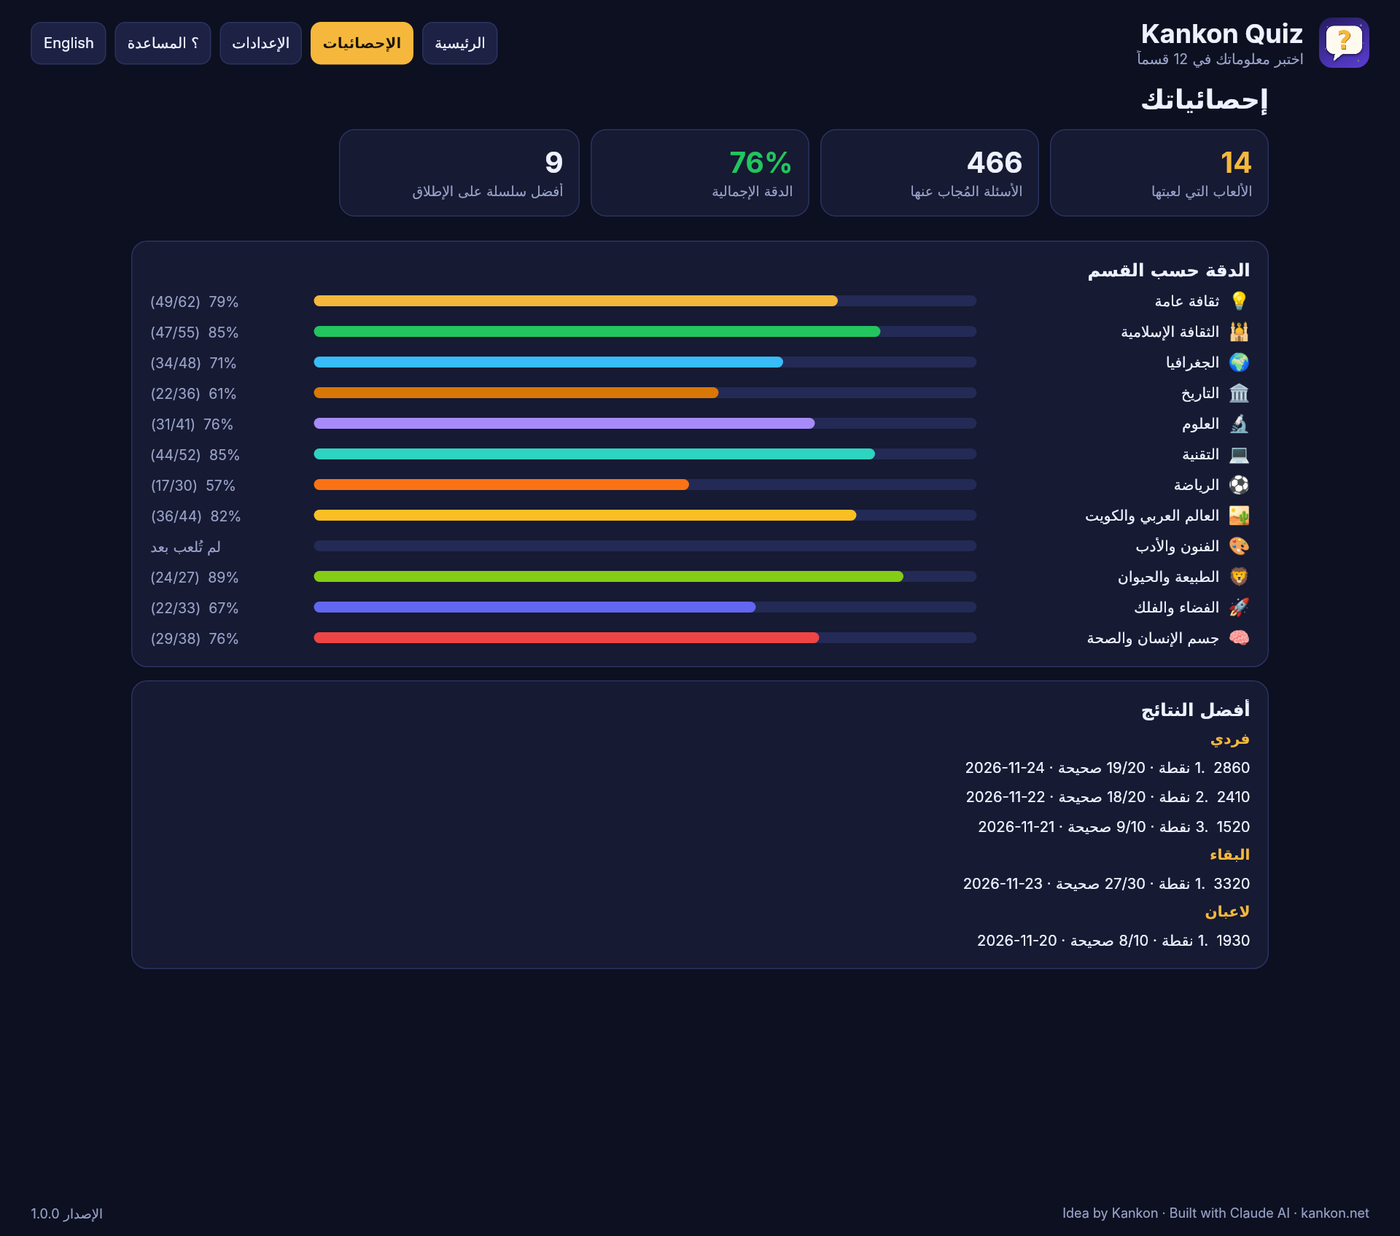 Kankon Quiz
اختبر معلوماتك في 12 قسماً
الرئيسية
الإحصائيات
الإعدادات
؟ المساعدة
English
إحصائياتك
14
الألعاب التي لعبتها
466
الأسئلة المُجاب عنها
76%
الدقة الإجمالية
9
أفضل سلسلة على الإطلاق
الدقة حسب القسم
ثقافة عامة 79% (49/62)
الثقافة الإسلامية 85% (47/55)
الجغرافيا 71% (34/48)
التاريخ 61% (22/36)
العلوم 76% (31/41)
التقنية 85% (44/52)
الرياضة 57% (17/30)
العالم العربي والكويت 82% (36/44)
الفنون والأدب لم تُلعب بعد
الطبيعة والحيوان 89% (24/27)
الفضاء والفلك 67% (22/33)
جسم الإنسان والصحة 76% (29/38)
أفضل النتائج
فردي
2860 .1 نقطة · 19/20 صحيحة · 2026-11-24
2410 .2 نقطة · 18/20 صحيحة · 2026-11-22
1520 .3 نقطة · 9/10 صحيحة · 2026-11-21
البقاء
3320 .1 نقطة · 27/30 صحيحة · 2026-11-23
لاعبان
1930 .1 نقطة · 8/10 صحيحة · 2026-11-20
Idea by Kankon · Built with Claude AI · kankon.net
الإصدار 1.0.0